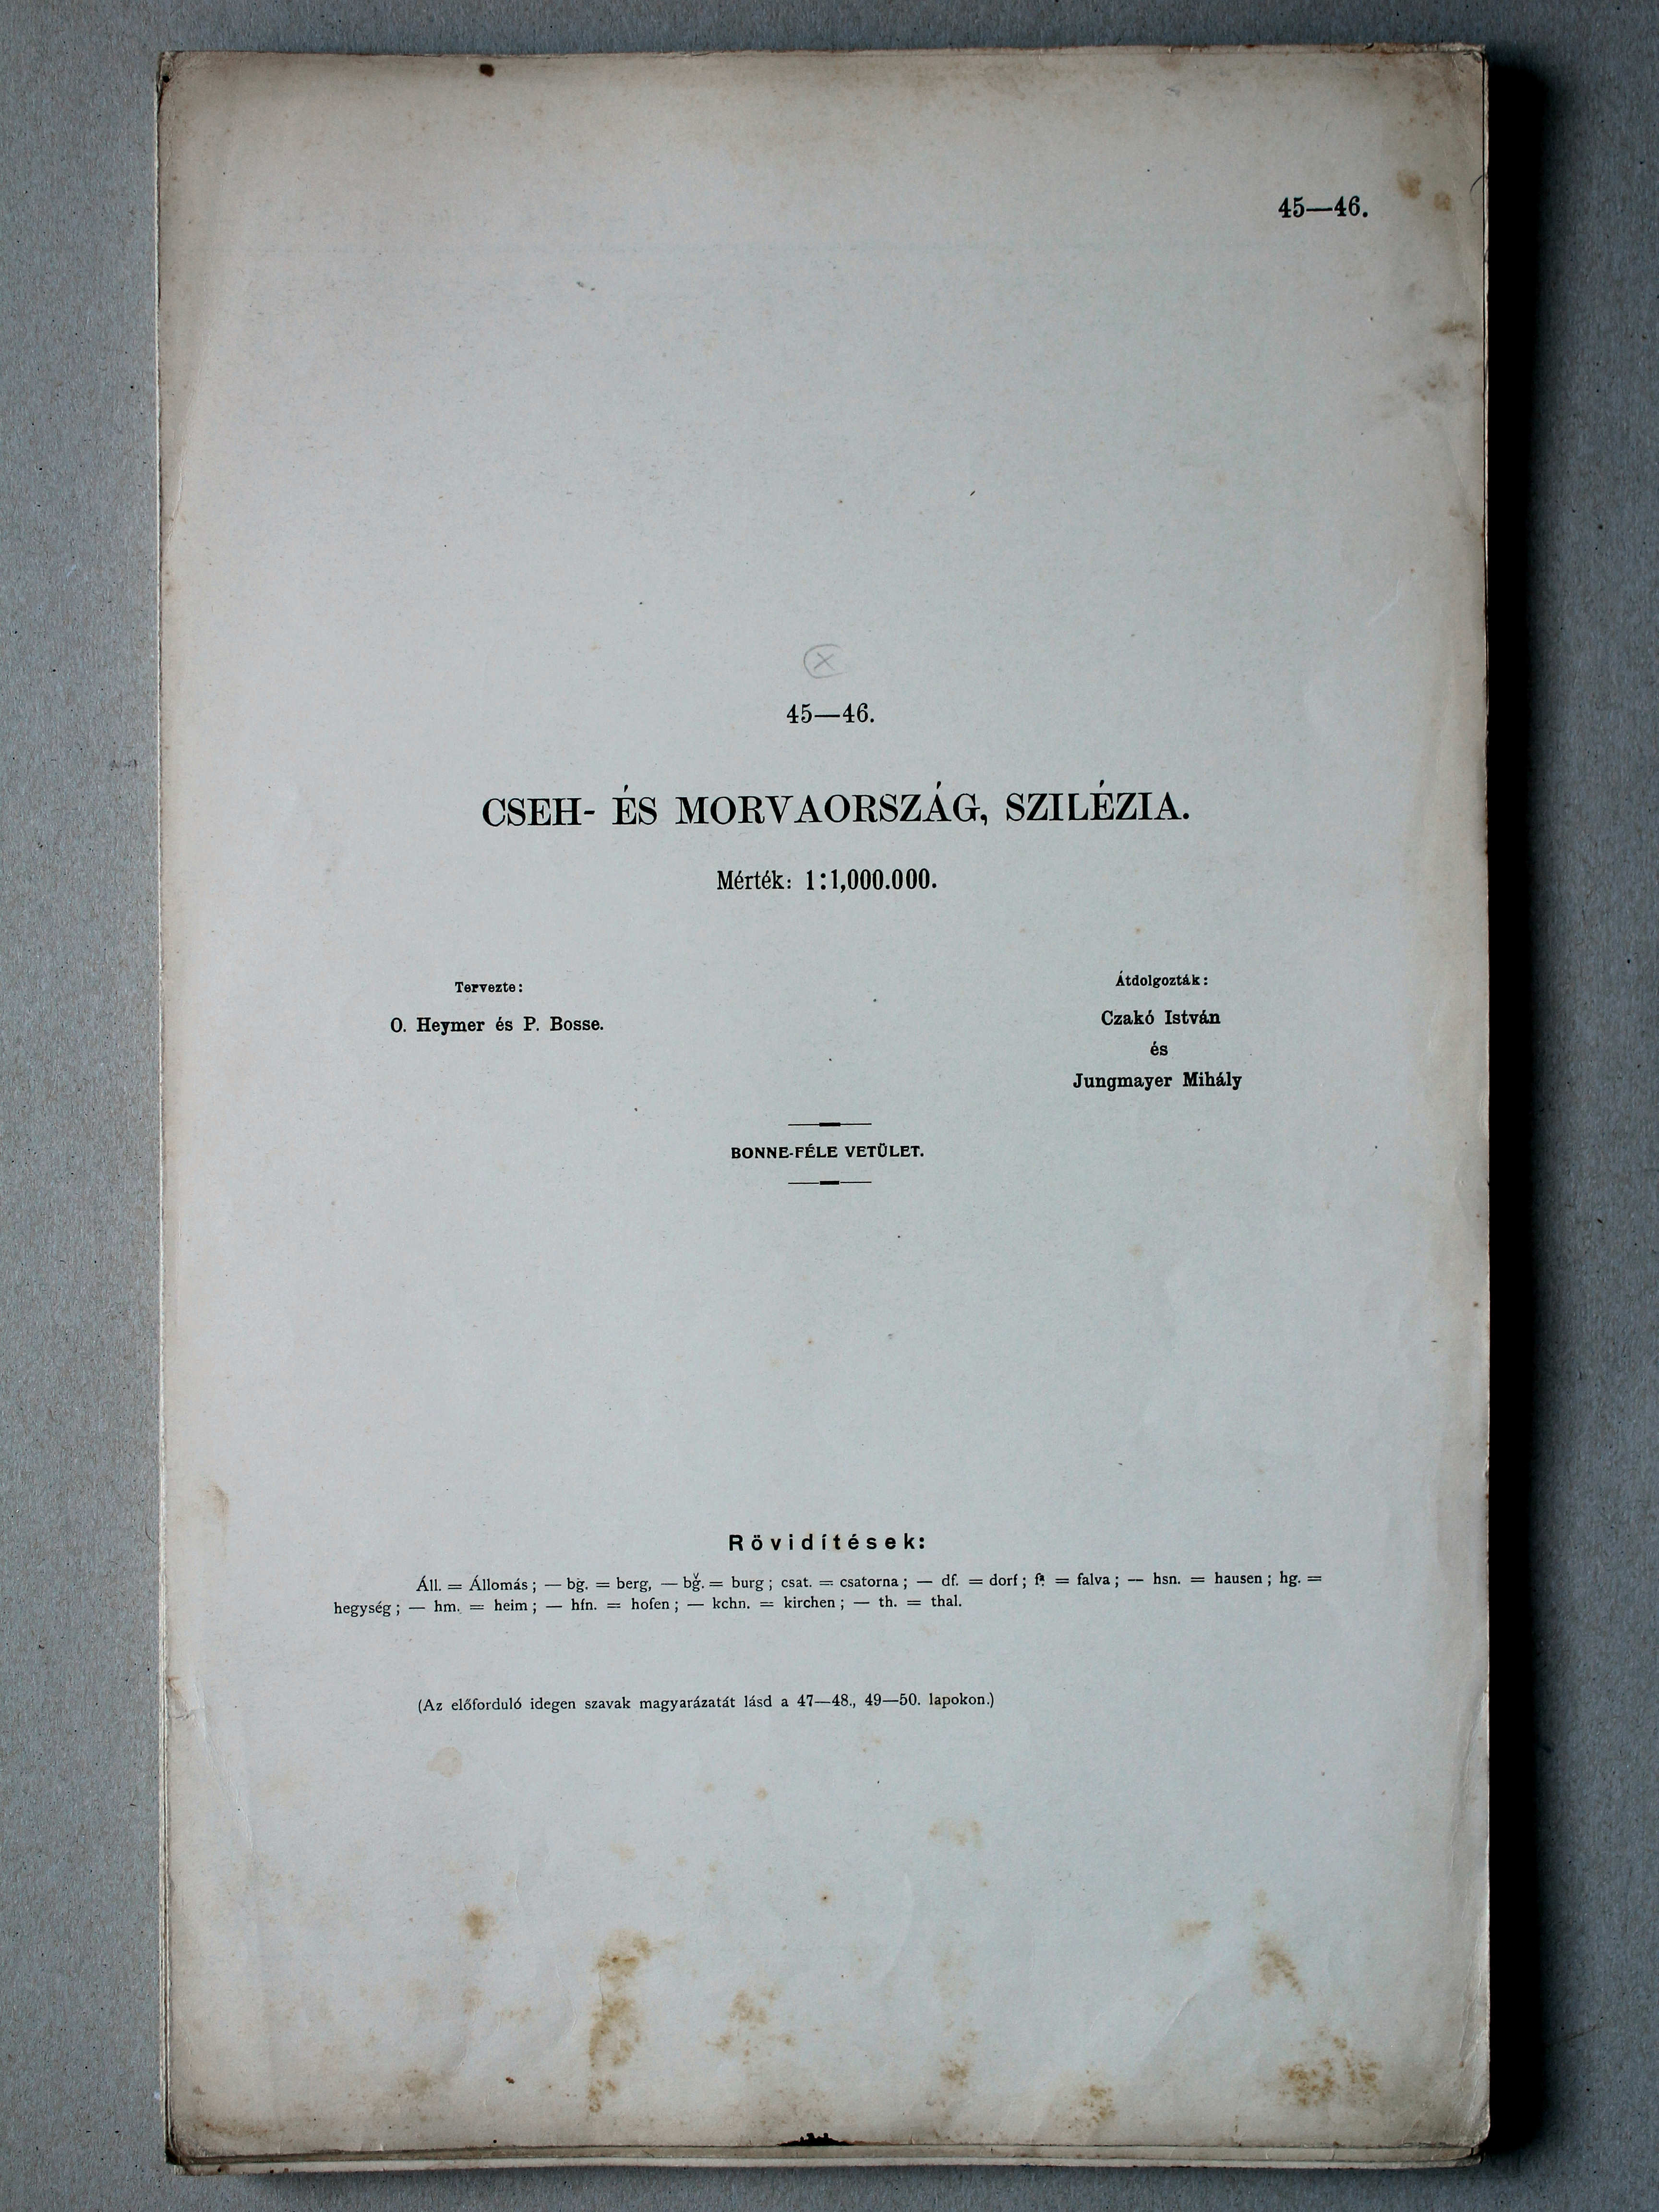 45—46.
45—46.
CSEH- ÉS MORVAORSZÁG, SZILÉZIA.
Mérték: 1:1,000.000.
Tervezte:
O. Heymer és P. Bosse.
Átdolgozták:
Czakó István
és
Jungmayer Mihály
BONNE-FÉLE VETÜLET.
Rövidítések:
Áll. = Állomás; — bg. = berg, — bğ. = burg; csat. = csatorna; — df. = dorf; = falva; — hsn. = hausen; hg. =
hegység; — hm. = heim; — hfn. = hofen; — kchn. = kirchen; — th. = thal.
(Az előforduló idegen szavak magyarázatát lásd a 47—48., 49—50. lapokon.)